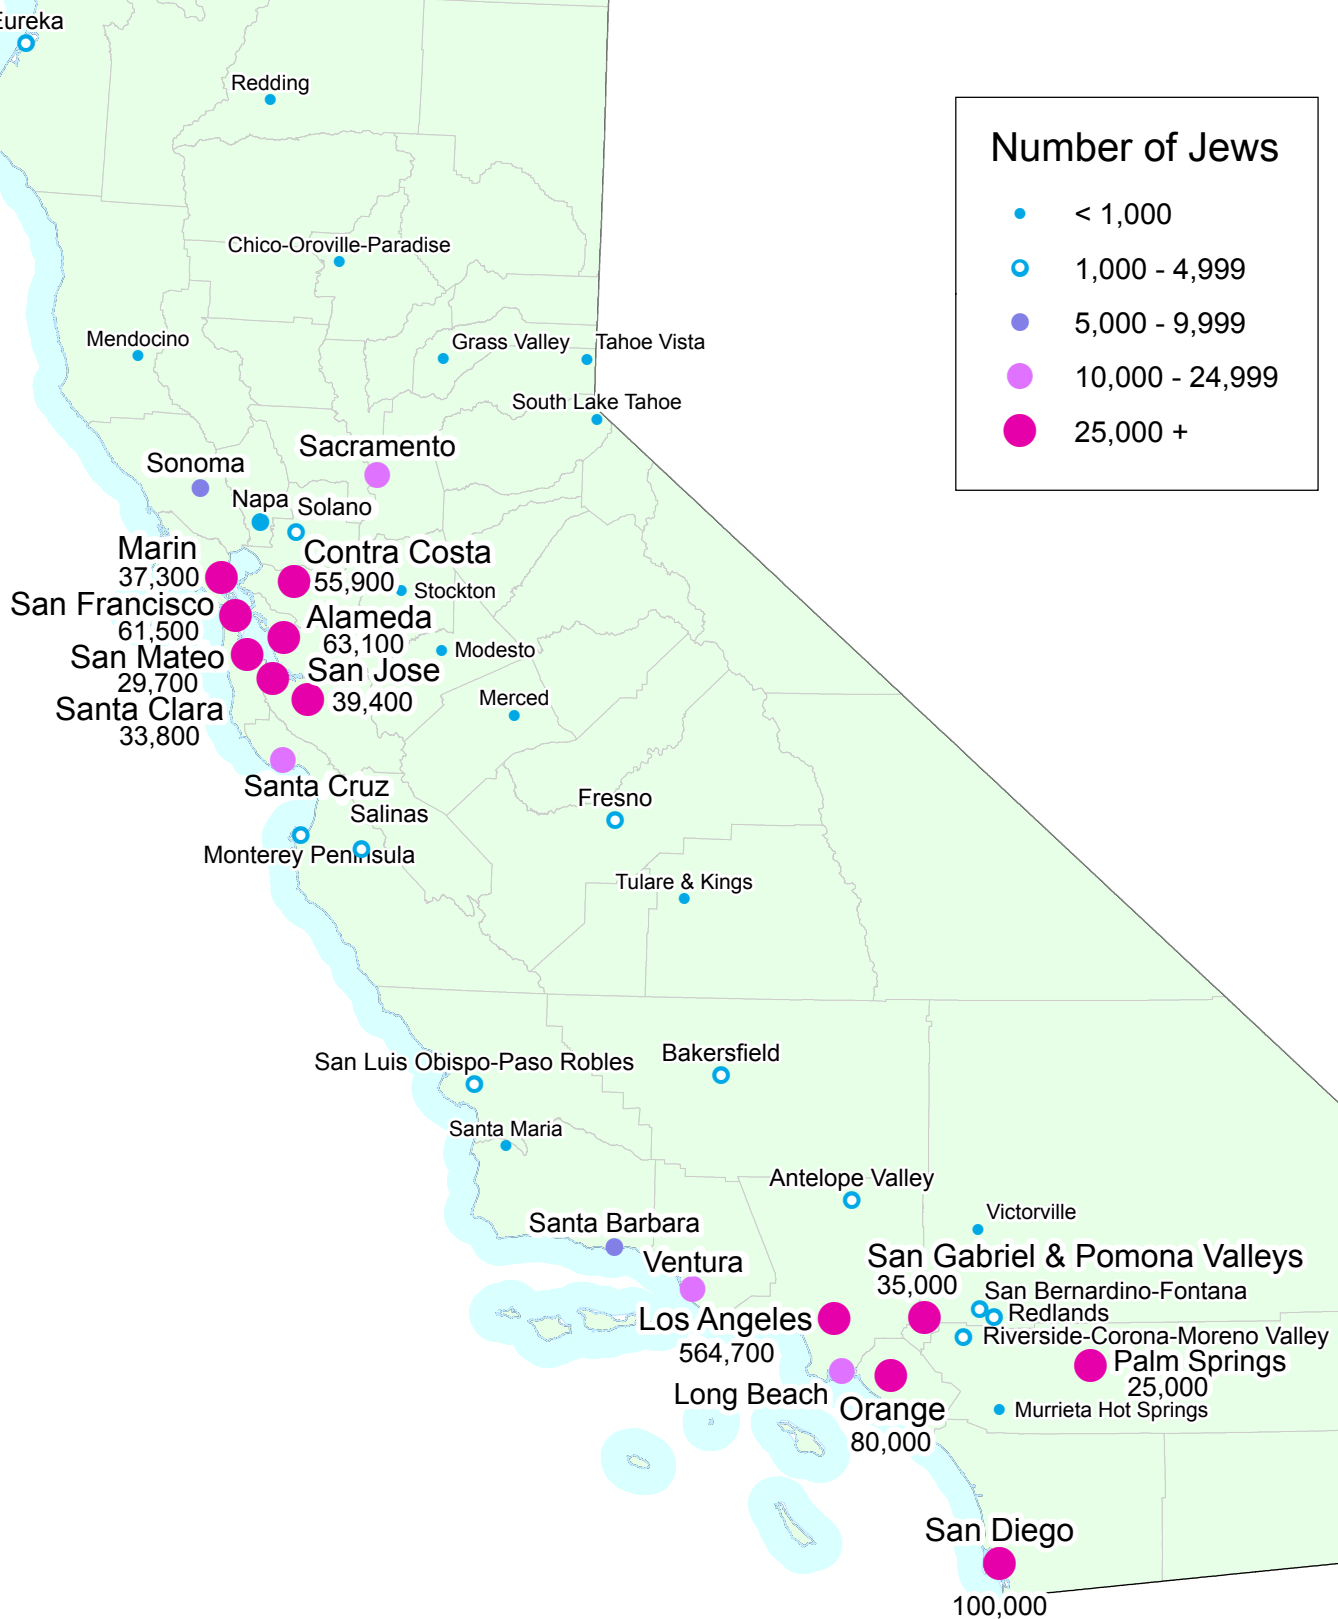 Eureka
Redding
Number of Jews
< 1,000
1,000 - 4,999
5,000 - 9,999
10,000 - 24,999
25,000 +
Chico-Oroville-Paradise
Mendocino
Grass Valley
Tahoe Vista
South Lake Tahoe
Sacramento
Sonoma
Napa
Solano
Marin
37,300
Contra Costa
55,900
Stockton
San Francisco
61,500
Alameda
63,100
San Mateo
29,700
Modesto
San Jose
39,400
Santa Clara
33,800
Merced
Santa Cruz
Salinas
Monterey Peninsula
Fresno
Tulare & Kings
San Luis Obispo-Paso Robles
Bakersfield
Santa Maria
Antelope Valley
Victorville
Santa Barbara
Ventura
San Gabriel & Pomona Valleys
35,000
San Bernardino-Fontana
Redlands
Los Angeles
564,700
Riverside-Corona-Moreno Valley
Palm Springs
25,000
Long Beach
Orange
80,000
Murrieta Hot Springs
San Diego
100,000